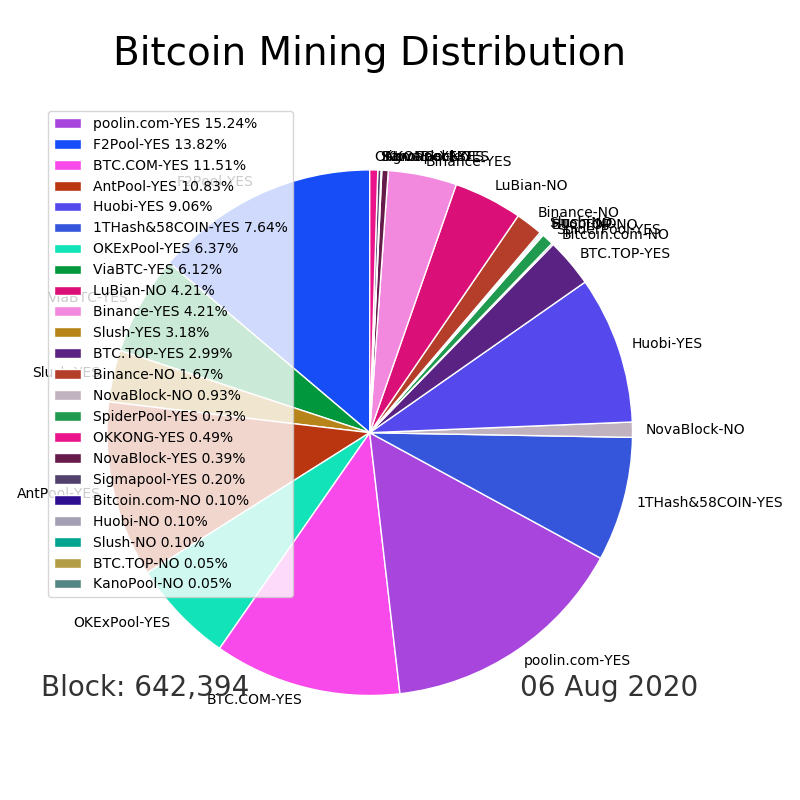 Bitcoin Mining Distribution
poolin.com-YES 15.24%
F2Pool-YES 13.82%
BTC.COM-YES 11.51%
AntPool-YES 10.83%
Huobi-YES 9.06%
1THash&58COIN-YES 7.64%
OKExPool-YES 6.37%
ViaBTC-YES 6.12%
LuBian-NO 4.21%
Binance-YES 4.21%
Slush-YES 3.18%
BTC.TOP-YES 2.99%
Binance-NO 1.67%
NovaBlock-NO 0.93%
SpiderPool-YES 0.73%
OKKONG-YES 0.49%
NovaBlock-YES 0.39%
Sigmapool-YES 0.20%
Bitcoin.com-NO 0.10%
Huobi-NO 0.10%
Slush-NO 0.10%
BTC.TOP-NO 0.05%
KanoPool-NO 0.05%
F2Pool-YES
ViaBTC-YES
Slush-YES
AntPool-YES
OKExPool-YES
BTC.COM-YES
poolin.com-YES
1THash&58COIN-YES
NovaBlock-NO
Huobi-YES
BTC.TOP-YES
Bitcoin.com-NO
SpiderPool-YES
Binance-NO
LuBian-NO
Binance-YES
Block: 642,394
06 Aug 2020